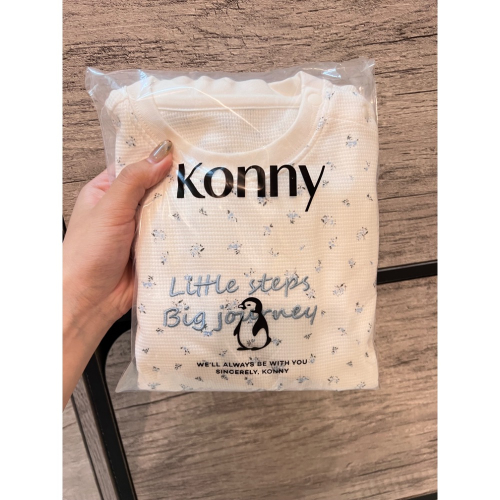 Konny
Little steps
Big journey
WE'LL ALWAYS BE WITH YOU
SINCERELY, KONNY